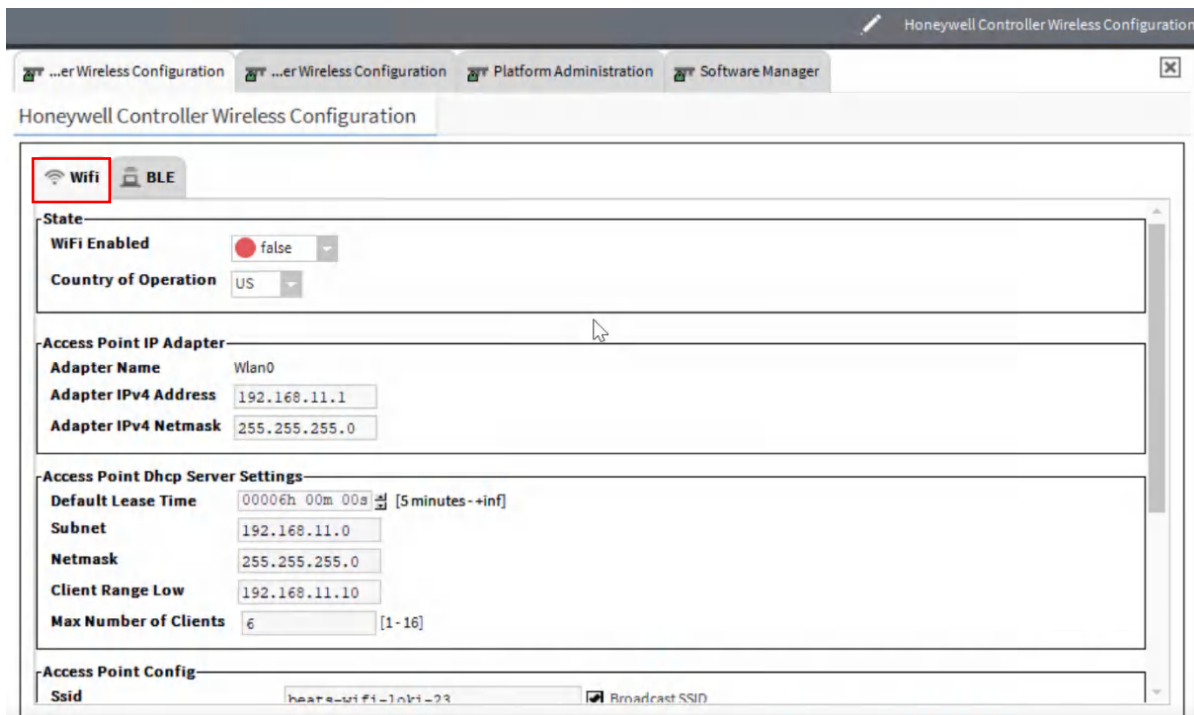 Honeywell Controller Wireless Configuration
...er Wireless Configuration ...er Wireless Configuration Platform Administration Software Manager
Honeywell Controller Wireless Configuration
Wifi BLE
State
WiFi Enabled false
Country of Operation US
Access Point IP Adapter
Adapter Name Wlan0
Adapter IPv4 Address 192.168.11.1
Adapter IPv4 Netmask 255.255.255.0
Access Point Dhcp Server Settings
Default Lease Time 00006h 00m 00s [5 minutes - +inf]
Subnet 192.168.11.0
Netmask 255.255.255.0
Client Range Low 192.168.11.10
Max Number of Clients 6 [1 - 16]
Access Point Config
Ssid beats-wifi-loki-23 Broadcast SSID